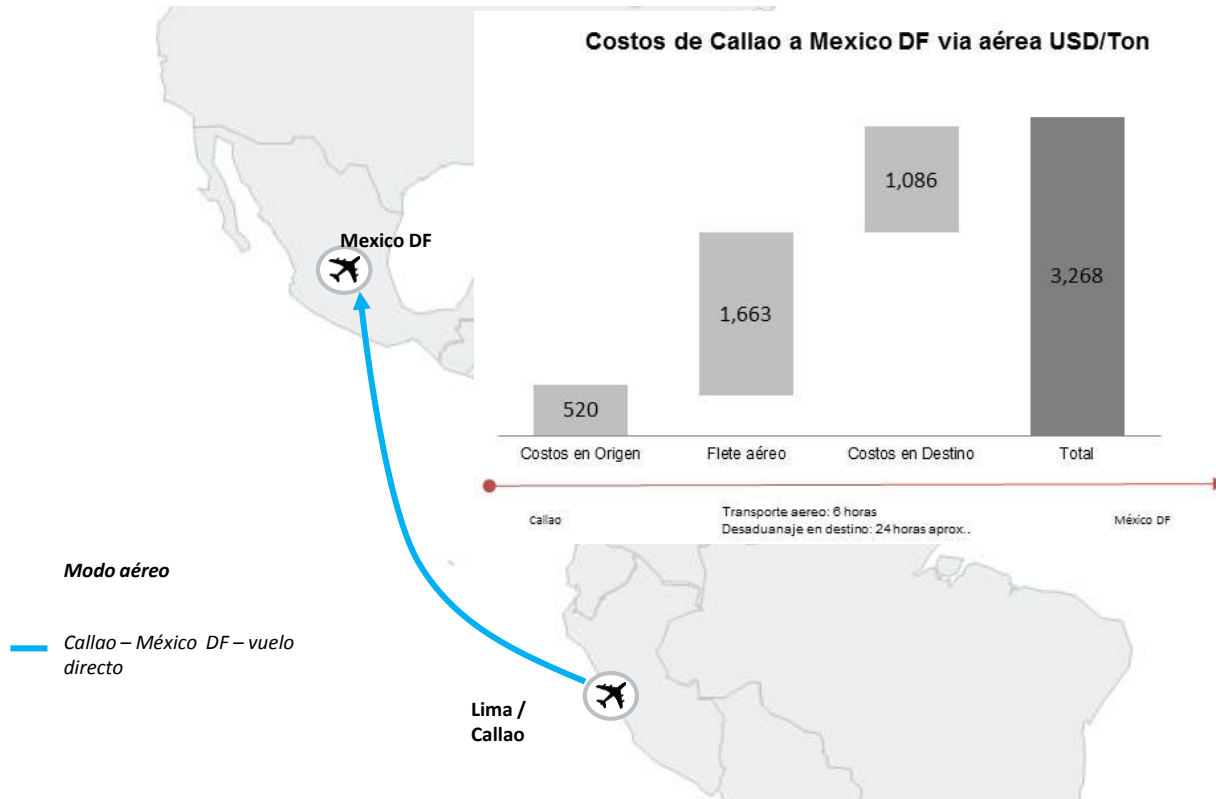 Costos de Callao a Mexico DF via aérea USD/Ton
1,086
3,268
1,663
520
Costos en Origen
Flete aéreo
Costos en Destino
Total
Callao
Transporte aereo: 6 horas
Desaduanaje en destino: 24 horas aprox..
México DF
Mexico DF
Modo aéreo
Callao – México DF – vuelo
directo
Lima /
Callao